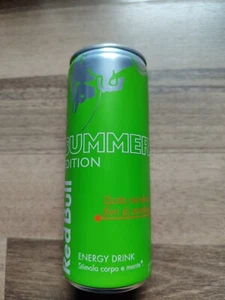 SUMMER
EDITION
Red Bull
ENERGY DRINK
Stimola corpo e mente.*